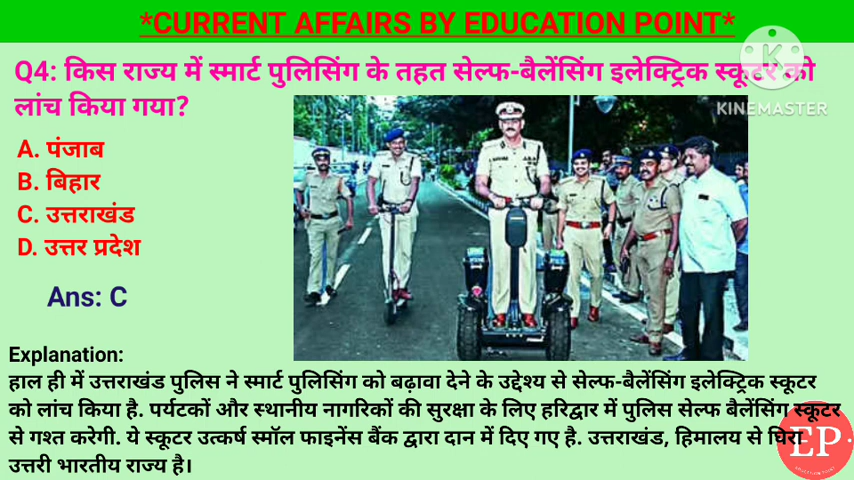 *CURRENT AFFAIRS BY EDUCATION POINT*
Q4: किस राज्य में स्मार्ट पुलिसिंग के तहत सेल्फ-बैलेंसिंग इलेक्ट्रिक स्कूटर को
लांच किया गया?
KINEMASTER
A. पंजाब
B. बिहार
C. उत्तराखंड
D. उत्तर प्रदेश
Ans: C
Explanation:
हाल ही में उत्तराखंड पुलिस ने स्मार्ट पुलिसिंग को बढ़ावा देने के उद्देश्य से सेल्फ-बैलेंसिंग इलेक्ट्रिक स्कूटर
को लांच किया है. पर्यटकों और स्थानीय नागरिकों की सुरक्षा के लिए हरिद्वार में पुलिस सेल्फ बैलेंसिंग स्कूटर
से गश्त करेगी. ये स्कूटर उत्कर्ष स्मॉल फाइनेंस बैंक द्वारा दान में दिए गए है. उत्तराखंड, हिमालय से घिरा
उत्तरी भारतीय राज्य है।
EP